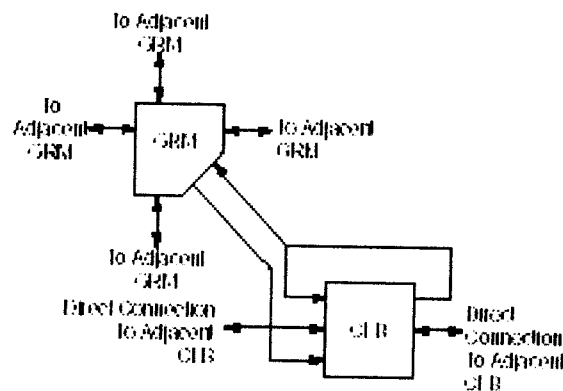 To Adjacent
GRM
To
Adjacent
GRM
GRM
To Adjacent
GRM
To Adjacent
GRM
Direct Connection
To Adjacent
CLB
CLB
Direct
Connection
To Adjacent
CLB